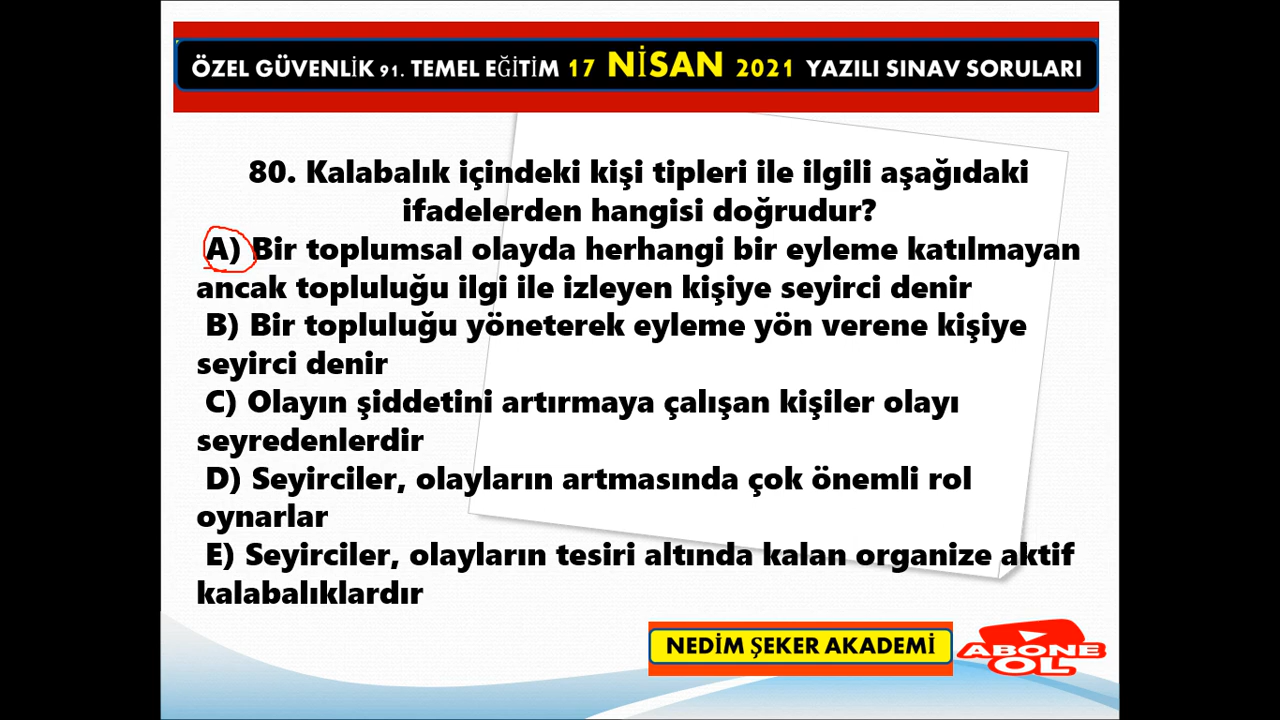 ÖZEL GÜVENLİK 91. TEMEL EĞİTİM 17 NİSAN 2021 YAZILI SINAV SORULARI
80. Kalabalık içindeki kişi tipleri ile ilgili aşağıdaki
ifadelerden hangisi doğrudur?
A) Bir toplumsal olayda herhangi bir eyleme katılmayan
ancak topluluğu ilgi ile izleyen kişiye seyirci denir
B) Bir topluluğu yöneterek eyleme yön verene kişiye
seyirci denir
C) Olayın şiddetini artırmaya çalışan kişiler olayı
seyredenlerdir
D) Seyirciler, olayların artmasında çok önemli rol
oynarlar
E) Seyirciler, olayların tesiri altında kalan organize aktif
kalabalıklardır
NEDİM ŞEKER AKADEMİ
ABONE
OL